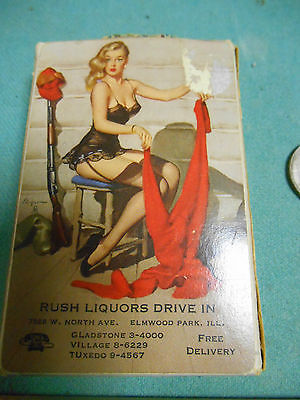 RUSH LIQUORS DRIVE IN
W. NORTH AVE. ELMWOOD PARK, ILL.
GLADSTONE 3-4000
VILLAGE 8-6229
TUXEDO 9-4567
FREE
DELIVERY